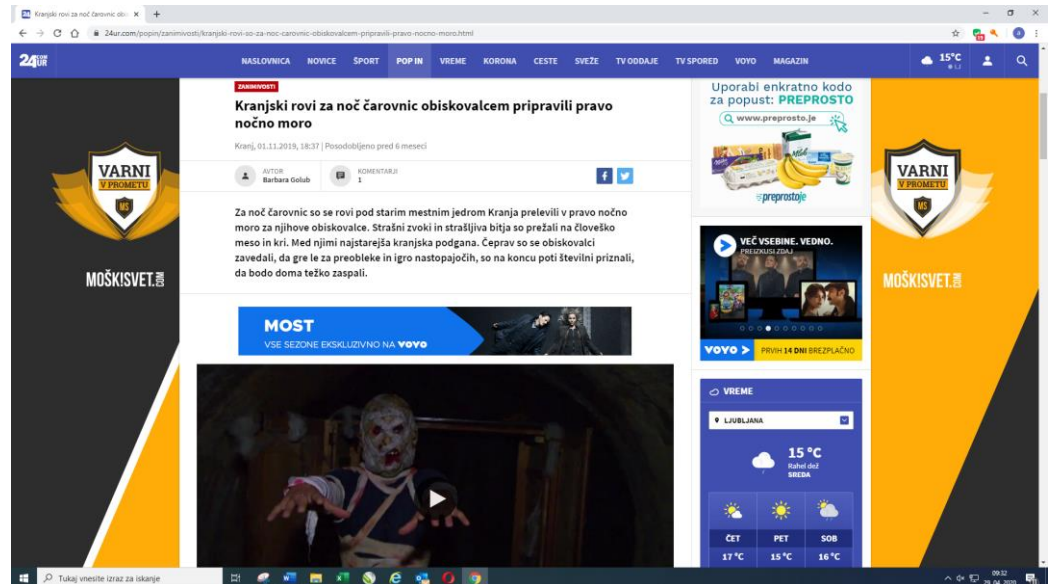 Kranjski rovi za noč čarovnic obi
24ur.com/popin/zanimivosti/kranjski-rovi-so-za-noc-carovnic-obiskovalcem-pripravili-pravo-nocno-moro.html
24UR COM
NASLOVNICA NOVICE ŠPORT POP IN VREME KORONA CESTE SVEŽE TV ODDAJE TV SPORED VOYO MAGAZIN
15°C
LJ
ZANIMIVOSTI
Kranjski rovi za noč čarovnic obiskovalcem pripravili pravo
nočno moro
Kranj, 01.11.2019, 18:37 | Posodobljeno pred 6 meseci
AVTOR
Barbara Golub
KOMENTARJI
1
Za noč čarovnic so se rovi pod starim mestnim jedrom Kranja prelevili v pravo nočno
moro za njihove obiskovalce. Strašni zvoki in strašljiva bitja so prežali na človeško
meso in kri. Med njimi najstarejša kranjska podgana. Čeprav so se obiskovalci
zavedali, da gre le za preobleke in igro nastopajočih, so na koncu poti številni priznali,
da bodo doma težko zaspali.
MOST
VSE SEZONE EKSKLUZIVNO NA VOYO
VARNI
V PROMETU
MS
MOŠKISVET.COM
Uporabi enkratno kodo
za popust: PREPROSTO
www.preprosto.je
Milka
preprostoje
VEČ VSEBINE. VEDNO.
PREIZKUSI ZDAJ
VOYO > PRVIH 14 DNI BREZPLAČNO
VREME
LJUBLJANA
15 °C
Rahel dež
SREDA
ČET PET SOB
17 °C 15 °C 16 °C
VARNI
V PROMETU
MS
MOŠKISVET.COM
Tukaj vnesite izraz za iskanje
09:32
29. 04. 2020